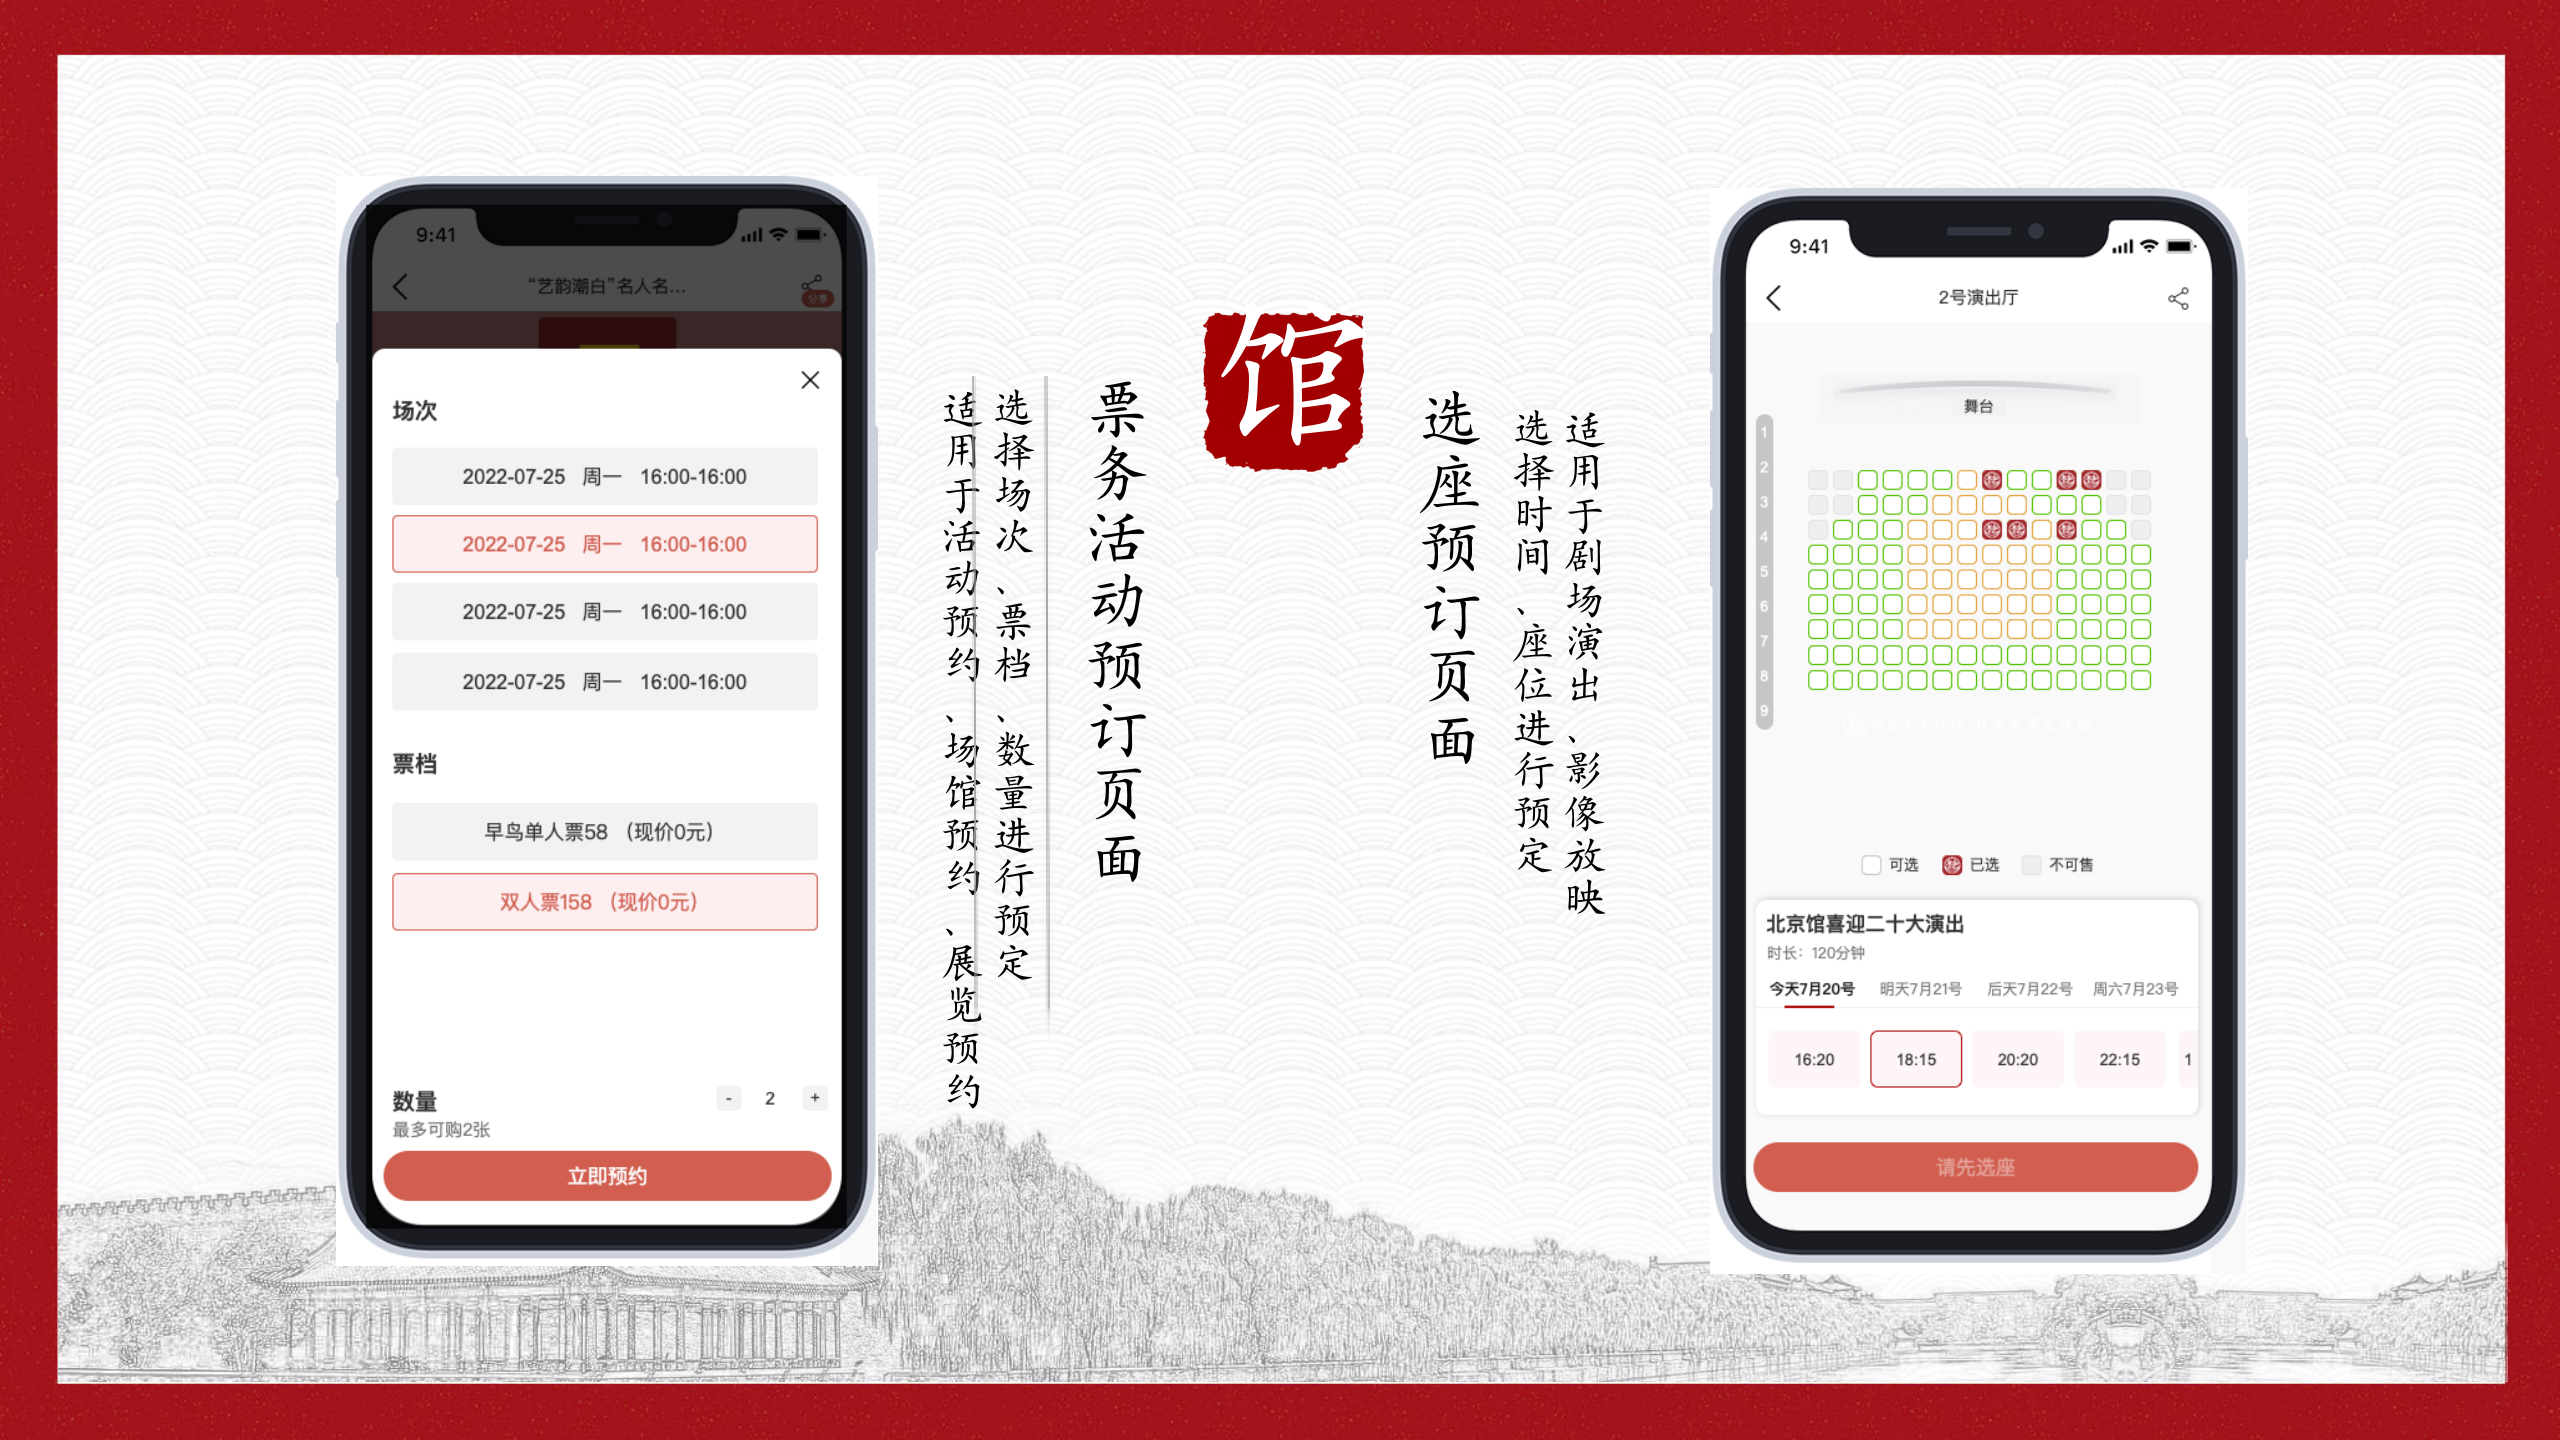 9:41
“艺韵潮白”名人名...
分享
场次
2022-07-25 周一 16:00-16:00
2022-07-25 周一 16:00-16:00
2022-07-25 周一 16:00-16:00
2022-07-25 周一 16:00-16:00
票档
早鸟单人票58 （现价0元）
双人票158 （现价0元）
数量
- 2 +
最多可购2张
立即预约
票务活动预订页面
选择场次、票档、数量进行预定
适用于活动预约、场馆预约、展览预约
馆
选座预订页面
适用于剧场演出、影像放映
选择时间、座位进行预定
9:41
2号演出厅
舞台
1
2
3
4
5
6
7
8
9
可选 已选 不可售
北京馆喜迎二十大演出
时长：120分钟
今天7月20号 明天7月21号 后天7月22号 周六7月23号
16:20 18:15 20:20 22:15 1
请先选座